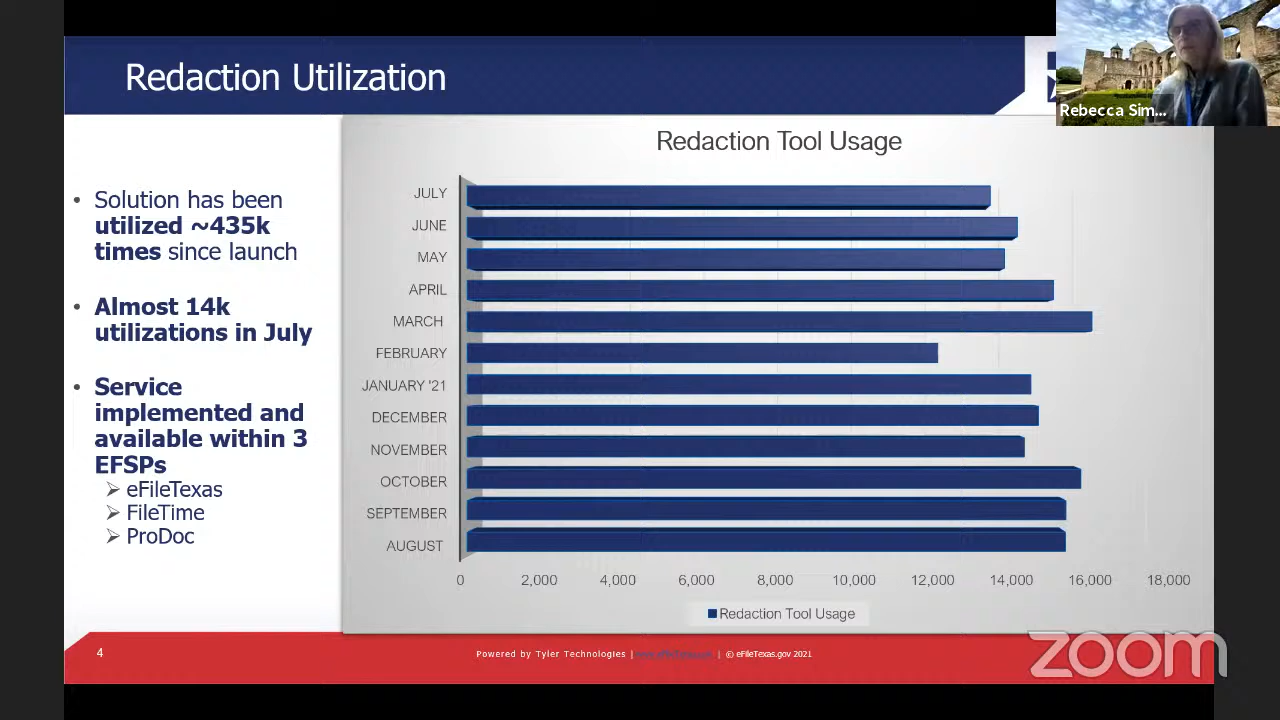 Redaction Utilization
Rebecca Sim...
• Solution has been
utilized ~435k
times since launch
• Almost 14k
utilizations in July
• Service
implemented and
available within 3
EFSPs
➢ eFileTexas
➢ FileTime
➢ ProDoc
Redaction Tool Usage
JULY
JUNE
MAY
APRIL
MARCH
FEBRUARY
JANUARY '21
DECEMBER
NOVEMBER
OCTOBER
SEPTEMBER
AUGUST
0 2,000 4,000 6,000 8,000 10,000 12,000 14,000 16,000 18,000
Redaction Tool Usage
4
Powered by Tyler Technologies | | © eFileTexas.gov 2021
zoom